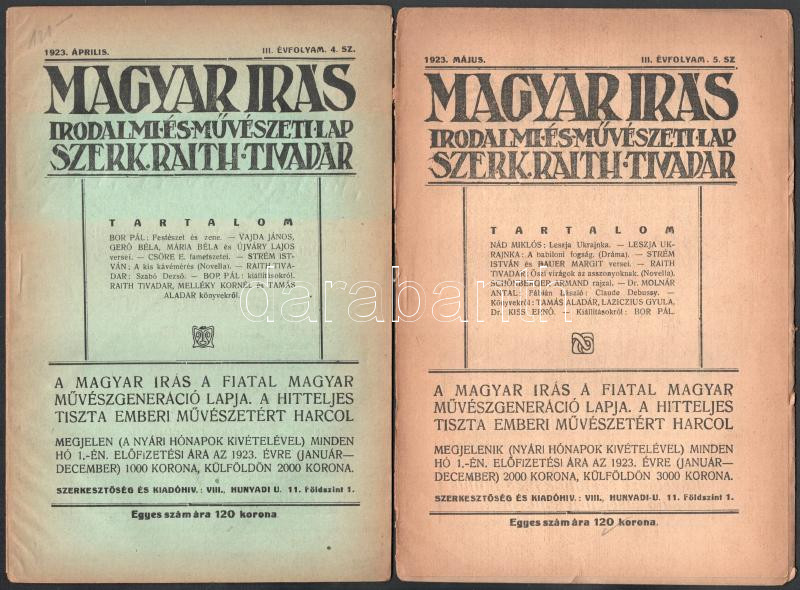 120.-
1923. ÁPRILIS. III. ÉVFOLYAM. 4. SZ.
MAGYAR IRÁS
IRODALMI·ÉS·MŰVÉSZETI·LAP
SZERK.RAITH·TIVADAR
TARTALOM
BOR PÁL: Festészet és zene. — VAJDA JÁNOS,
GERŐ BÉLA, MÁRIA BÉLA és ÚJVÁRY LAJOS
versei. — CSŐRE E. fametszetei. — STRÉM IST-
VÁN: A kis kávémérés (Novella). — RAITH TIVA-
DAR: Szabó Dezső. — BOR PÁL: kiállításokról.
RAITH TIVADAR, MELLÉKY KORNÉL és TAMÁS
ALADÁR könyvekről.
A MAGYAR IRÁS A FIATAL MAGYAR
MŰVÉSZGENERÁCIÓ LAPJA. A HITTELJES
TISZTA EMBERI MŰVÉSZETÉRT HARCOL
MEGJELEN (A NYÁRI HÓNAPOK KIVÉTELÉVEL) MINDEN
HÓ 1.-ÉN. ELŐFIZETÉSI ÁRA AZ 1923. ÉVRE (JANUÁR—
DECEMBER) 1000 KORONA, KÜLFÖLDÖN 2000 KORONA.
SZERKESZTŐSÉG ÉS KIADÓHIV.: VIII., HUNYADI U. 11. Földszint 1.
Egyes szám ára 120 korona
1923. MÁJUS. III. ÉVFOLYAM. 5. SZ
MAGYAR IRÁS
IRODALMI·ÉS·MŰVÉSZETI·LAP
SZERK.RAITH·TIVADAR
TARTALOM
NÁD MIKLÓS: Leszja Ukrajnka. — LESZJA UK-
RAJNKA: A babiloni fogság. (Dráma). — STRÉM
ISTVÁN és BAUER MARGIT versei. — RAITH
TIVADAR: Őszi virágok az asszonyoknak. (Novella).
SCHÖNBERGER ARMAND rajzai. — Dr. MOLNÁR
ANTAL: Fábián László: Claude Debussy. —
Könyvekről: TAMÁS ALADÁR, LAZICZIUS GYULA,
Dr. KISS ERNŐ. — Kiállításokról: BOR PÁL.
A MAGYAR IRÁS A FIATAL MAGYAR
MŰVÉSZGENERÁCIÓ LAPJA. A HITTELJES
TISZTA EMBERI MŰVÉSZETÉRT HARCOL
MEGJELENIK (NYÁRI HÓNAPOK KIVÉTELÉVEL) MINDEN
HÓ 1.-ÉN. ELŐFIZETÉSI ÁRA AZ 1923. ÉVRE (JANUÁR—
DECEMBER) 2000 KORONA, KÜLFÖLDÖN 3000 KORONA.
SZERKESZTŐSÉG ÉS KIADÓHIV.: VIII., HUNYADI-U. 11. Földszint 1.
Egyes szám ára 120 korona.
darabanth